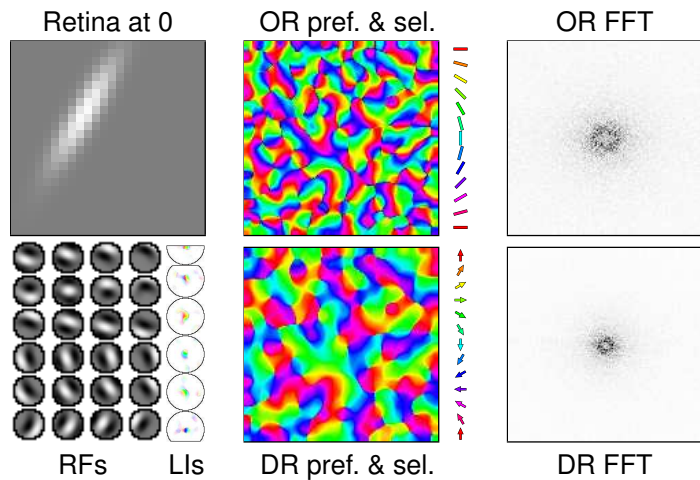 Retina at 0
OR pref. & sel.
OR FFT
RFs
LIs
DR pref. & sel.
DR FFT